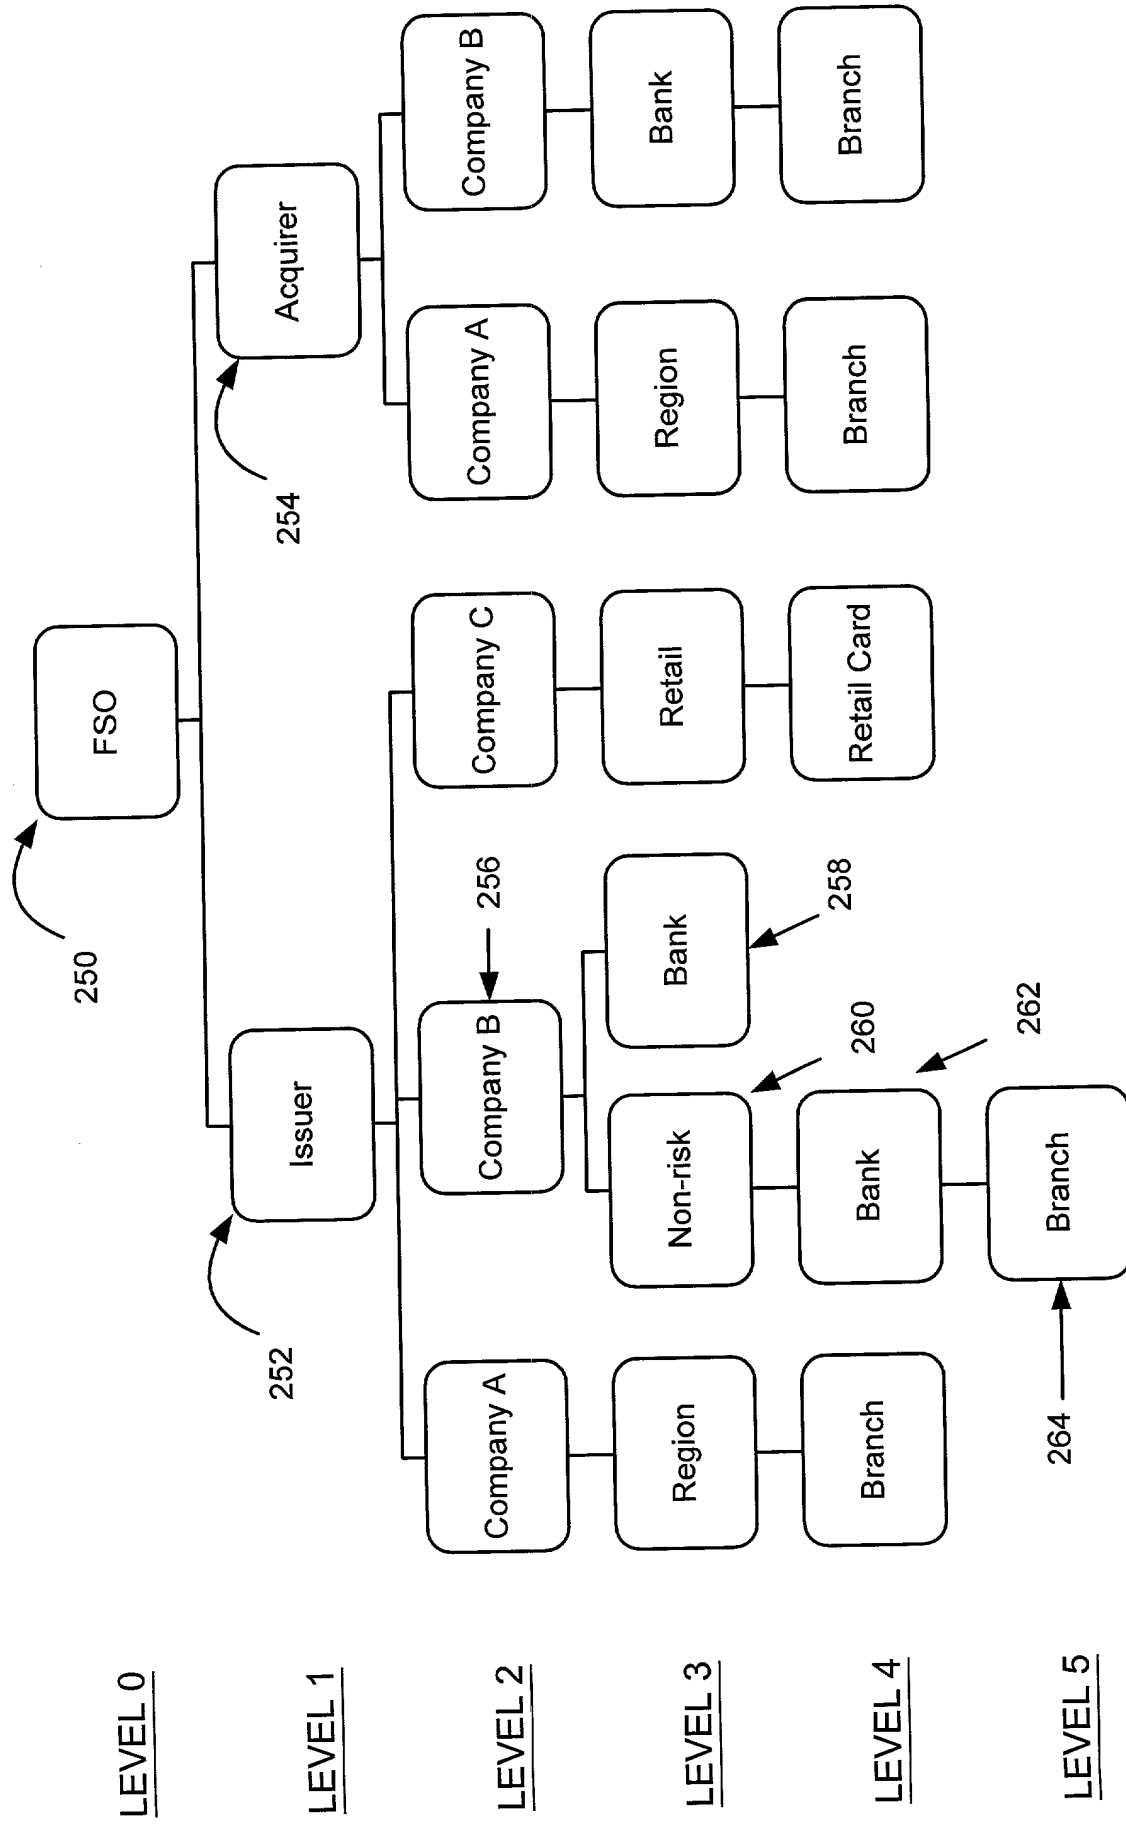 LEVEL 0
250
FSO
LEVEL 1
252
Issuer
254
Acquirer
LEVEL 2
Company A
Company B
256
Company C
Company A
Company B
LEVEL 3
Region
Non-risk
260
Bank
258
Retail
Region
Bank
LEVEL 4
Branch
Bank
262
Retail Card
Branch
Branch
LEVEL 5
264
Branch